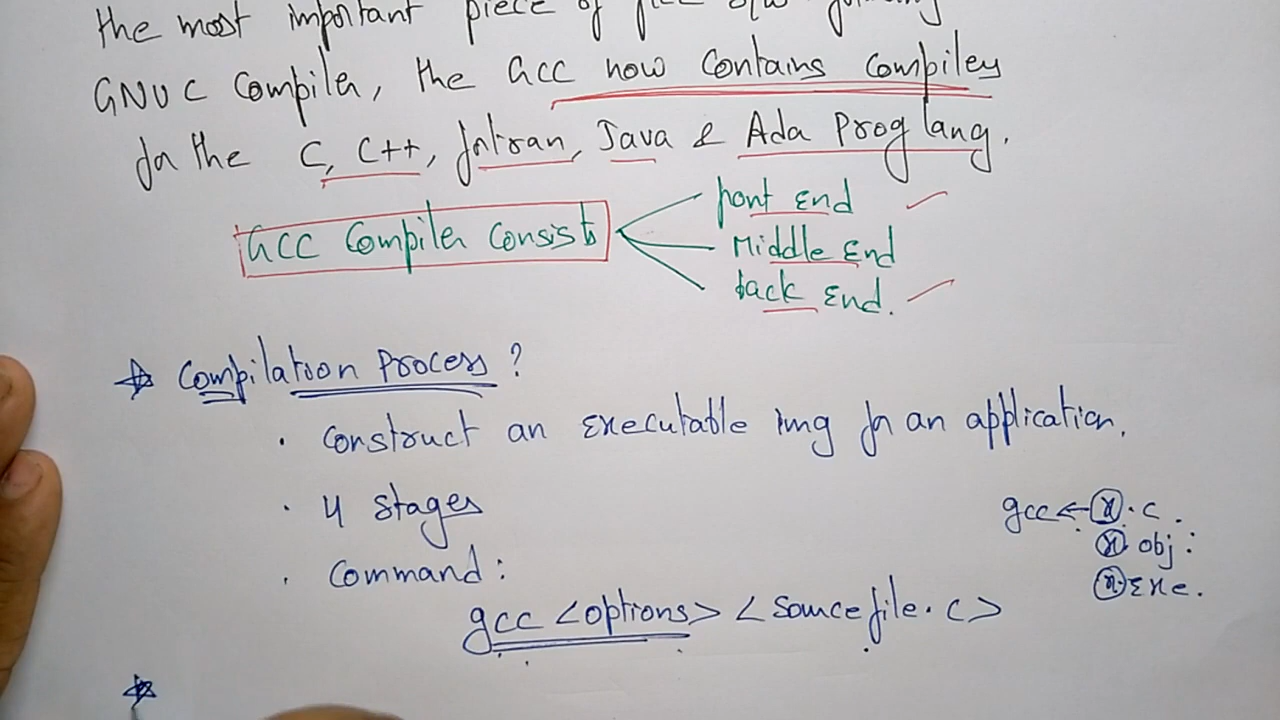 the most important piece of
GNU C Compiler, the GCC now Contains Compiley
for the C, C++, fortran, Java & Ada Prog lang.
GCC Compiler Consists
front End
Middle End
back End.
Compilation Process ?
· Construct an Executable img for an application.
· 4 stages
· Command :
gcc <options> <source file.c>
gcc ← x.c.
x obj :
x.Exe.